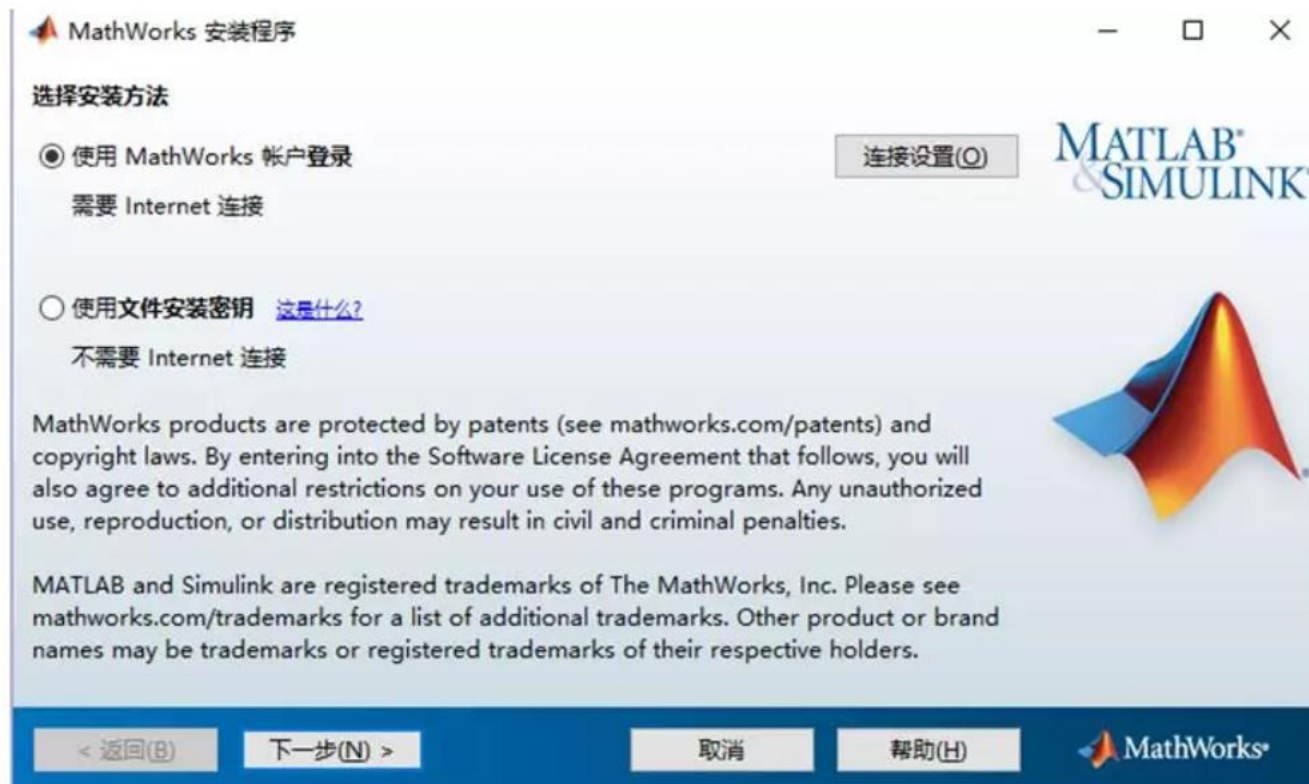 MathWorks 安装程序
选择安装方法
使用 MathWorks 帐户登录
连接设置(O)
需要 Internet 连接
MATLAB®
&SIMULINK®
使用文件安装密钥 这是什么?
不需要 Internet 连接
MathWorks products are protected by patents (see mathworks.com/patents) and
copyright laws. By entering into the Software License Agreement that follows, you will
also agree to additional restrictions on your use of these programs. Any unauthorized
use, reproduction, or distribution may result in civil and criminal penalties.
MATLAB and Simulink are registered trademarks of The MathWorks, Inc. Please see
mathworks.com/trademarks for a list of additional trademarks. Other product or brand
names may be trademarks or registered trademarks of their respective holders.
< 返回(B) 下一步(N) > 取消 帮助(H) MathWorks®